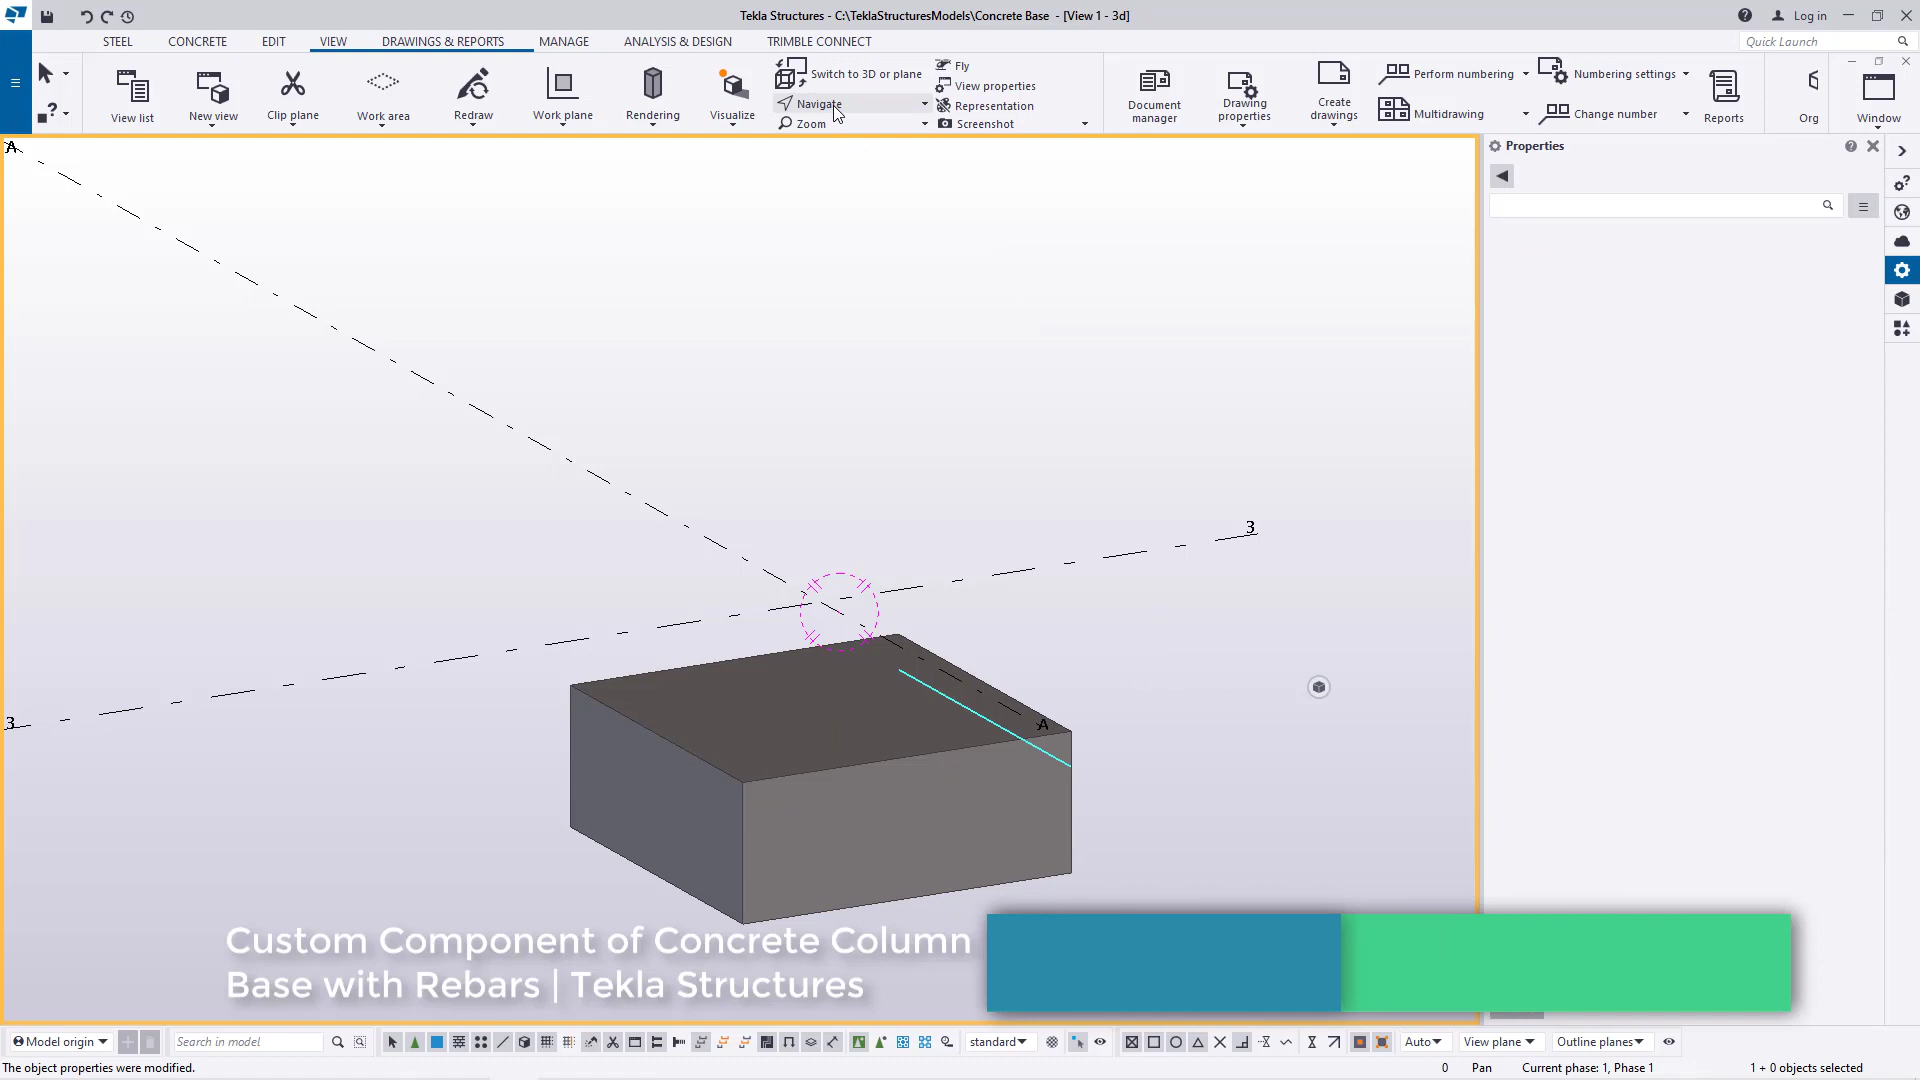 Tekla Structures - C:\TeklaStructuresModels\Concrete Base - [View 1 - 3d]
Log in
STEEL
CONCRETE
EDIT
VIEW
DRAWINGS & REPORTS
MANAGE
ANALYSIS & DESIGN
TRIMBLE CONNECT
Quick Launch
View list
New view
Clip plane
Work area
Redraw
Work plane
Rendering
Visualize
Switch to 3D or plane
Navigate
Zoom
Fly
View properties
Representation
Screenshot
Document
manager
Drawing
properties
Create
drawings
Perform numbering
Multidrawing
Numbering settings
Change number
Reports
Org
Window
Properties
A
3
3
A
Custom Component of Concrete Column
Base with Rebars | Tekla Structures
Model origin
Search in model
standard
Auto
View plane
Outline planes
The object properties were modified.
0
Pan
Current phase: 1, Phase 1
1 + 0 objects selected